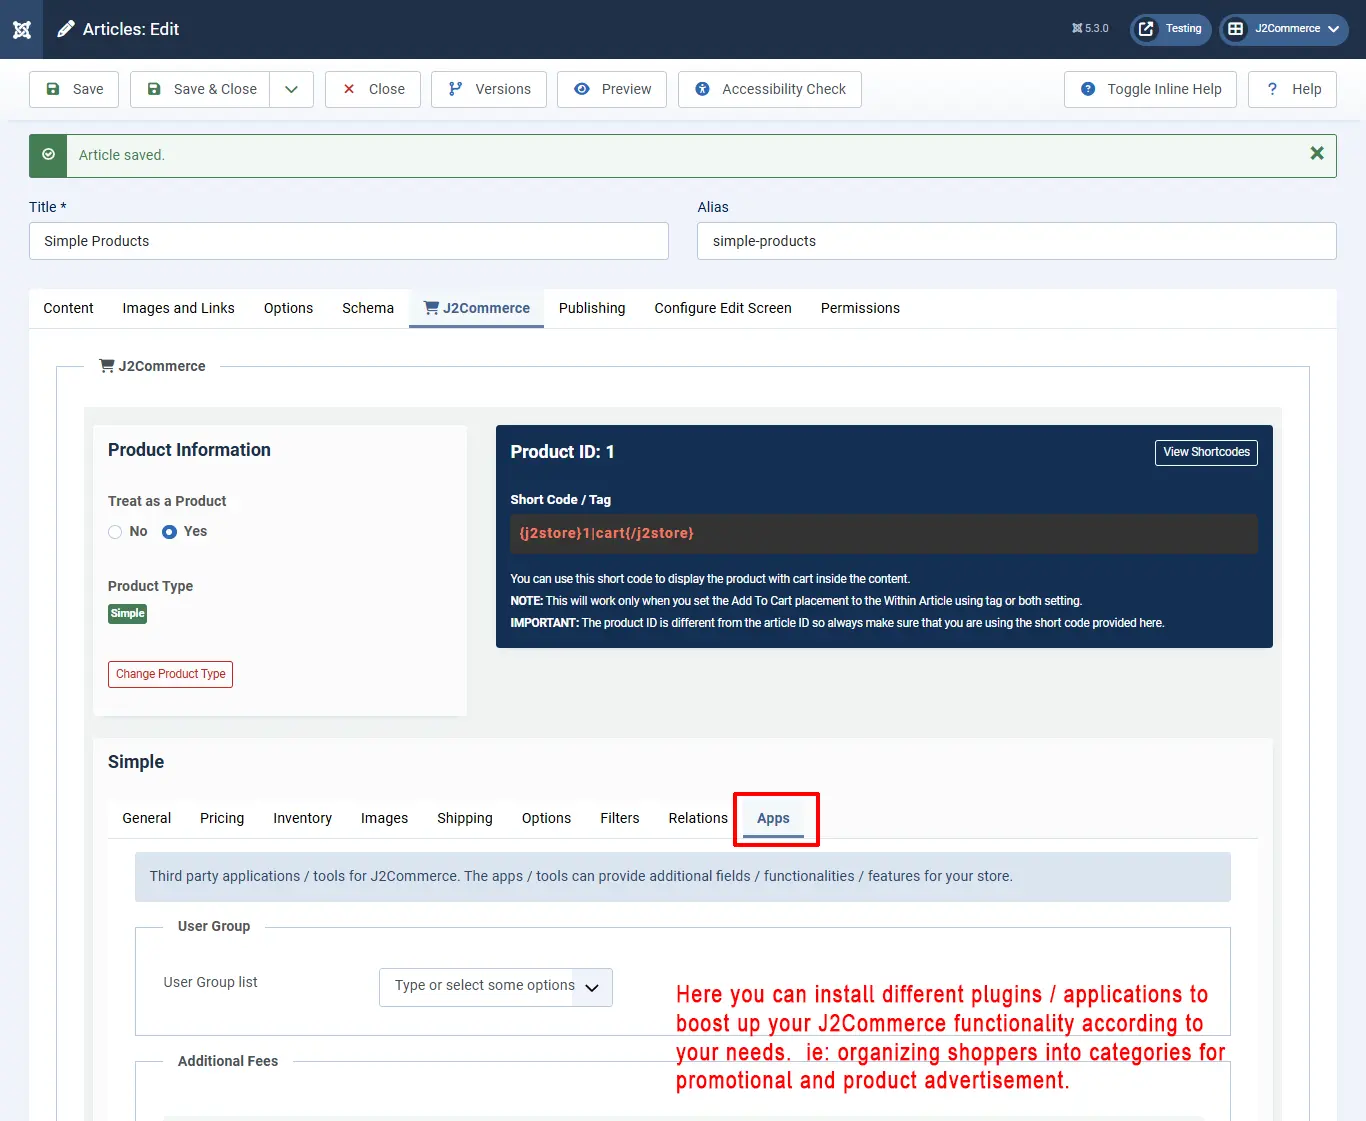 Articles: Edit
5.3.0
Testing
J2Commerce
Save
Save & Close
Close
Versions
Preview
Accessibility Check
Toggle Inline Help
? Help
Article saved.
Title *
Alias
Simple Products
simple-products
Content
Images and Links
Options
Schema
J2Commerce
Publishing
Configure Edit Screen
Permissions
J2Commerce
Product Information
Treat as a Product
No
Yes
Product Type
Simple
Change Product Type
Product ID: 1
View Shortcodes
Short Code / Tag
{j2store}1|cart{/j2store}
You can use this short code to display the product with cart inside the content.
NOTE: This will work only when you set the Add To Cart placement to the Within Article using tag or both setting.
IMPORTANT: The product ID is different from the article ID so always make sure that you are using the short code provided here.
Simple
General
Pricing
Inventory
Images
Shipping
Options
Filters
Relations
Apps
Third party applications / tools for J2Commerce. The apps / tools can provide additional fields / functionalities / features for your store.
User Group
User Group list
Type or select some options
Here you can install different plugins / applications to
boost up your J2Commerce functionality according to
your needs. ie: organizing shoppers into categories for
promotional and product advertisement.
Additional Fees